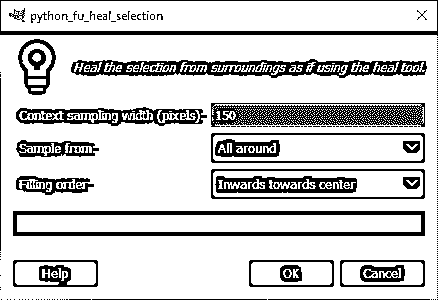 python_fu_heal_selection
Heal the selection from surroundings as if using the heal tool.
Context sampling width (pixels)
150
Sample from
All around
Filling order
Inwards towards center
Help
OK
Cancel